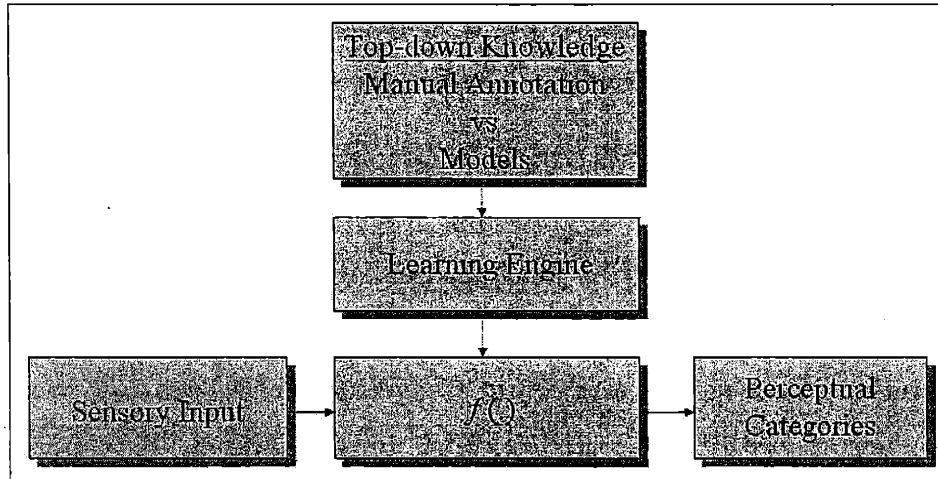 Top-down Knowledge
Manual Annotation
vs
Models
Learning Engine
Sensory Input
f()
Perceptual
Categories